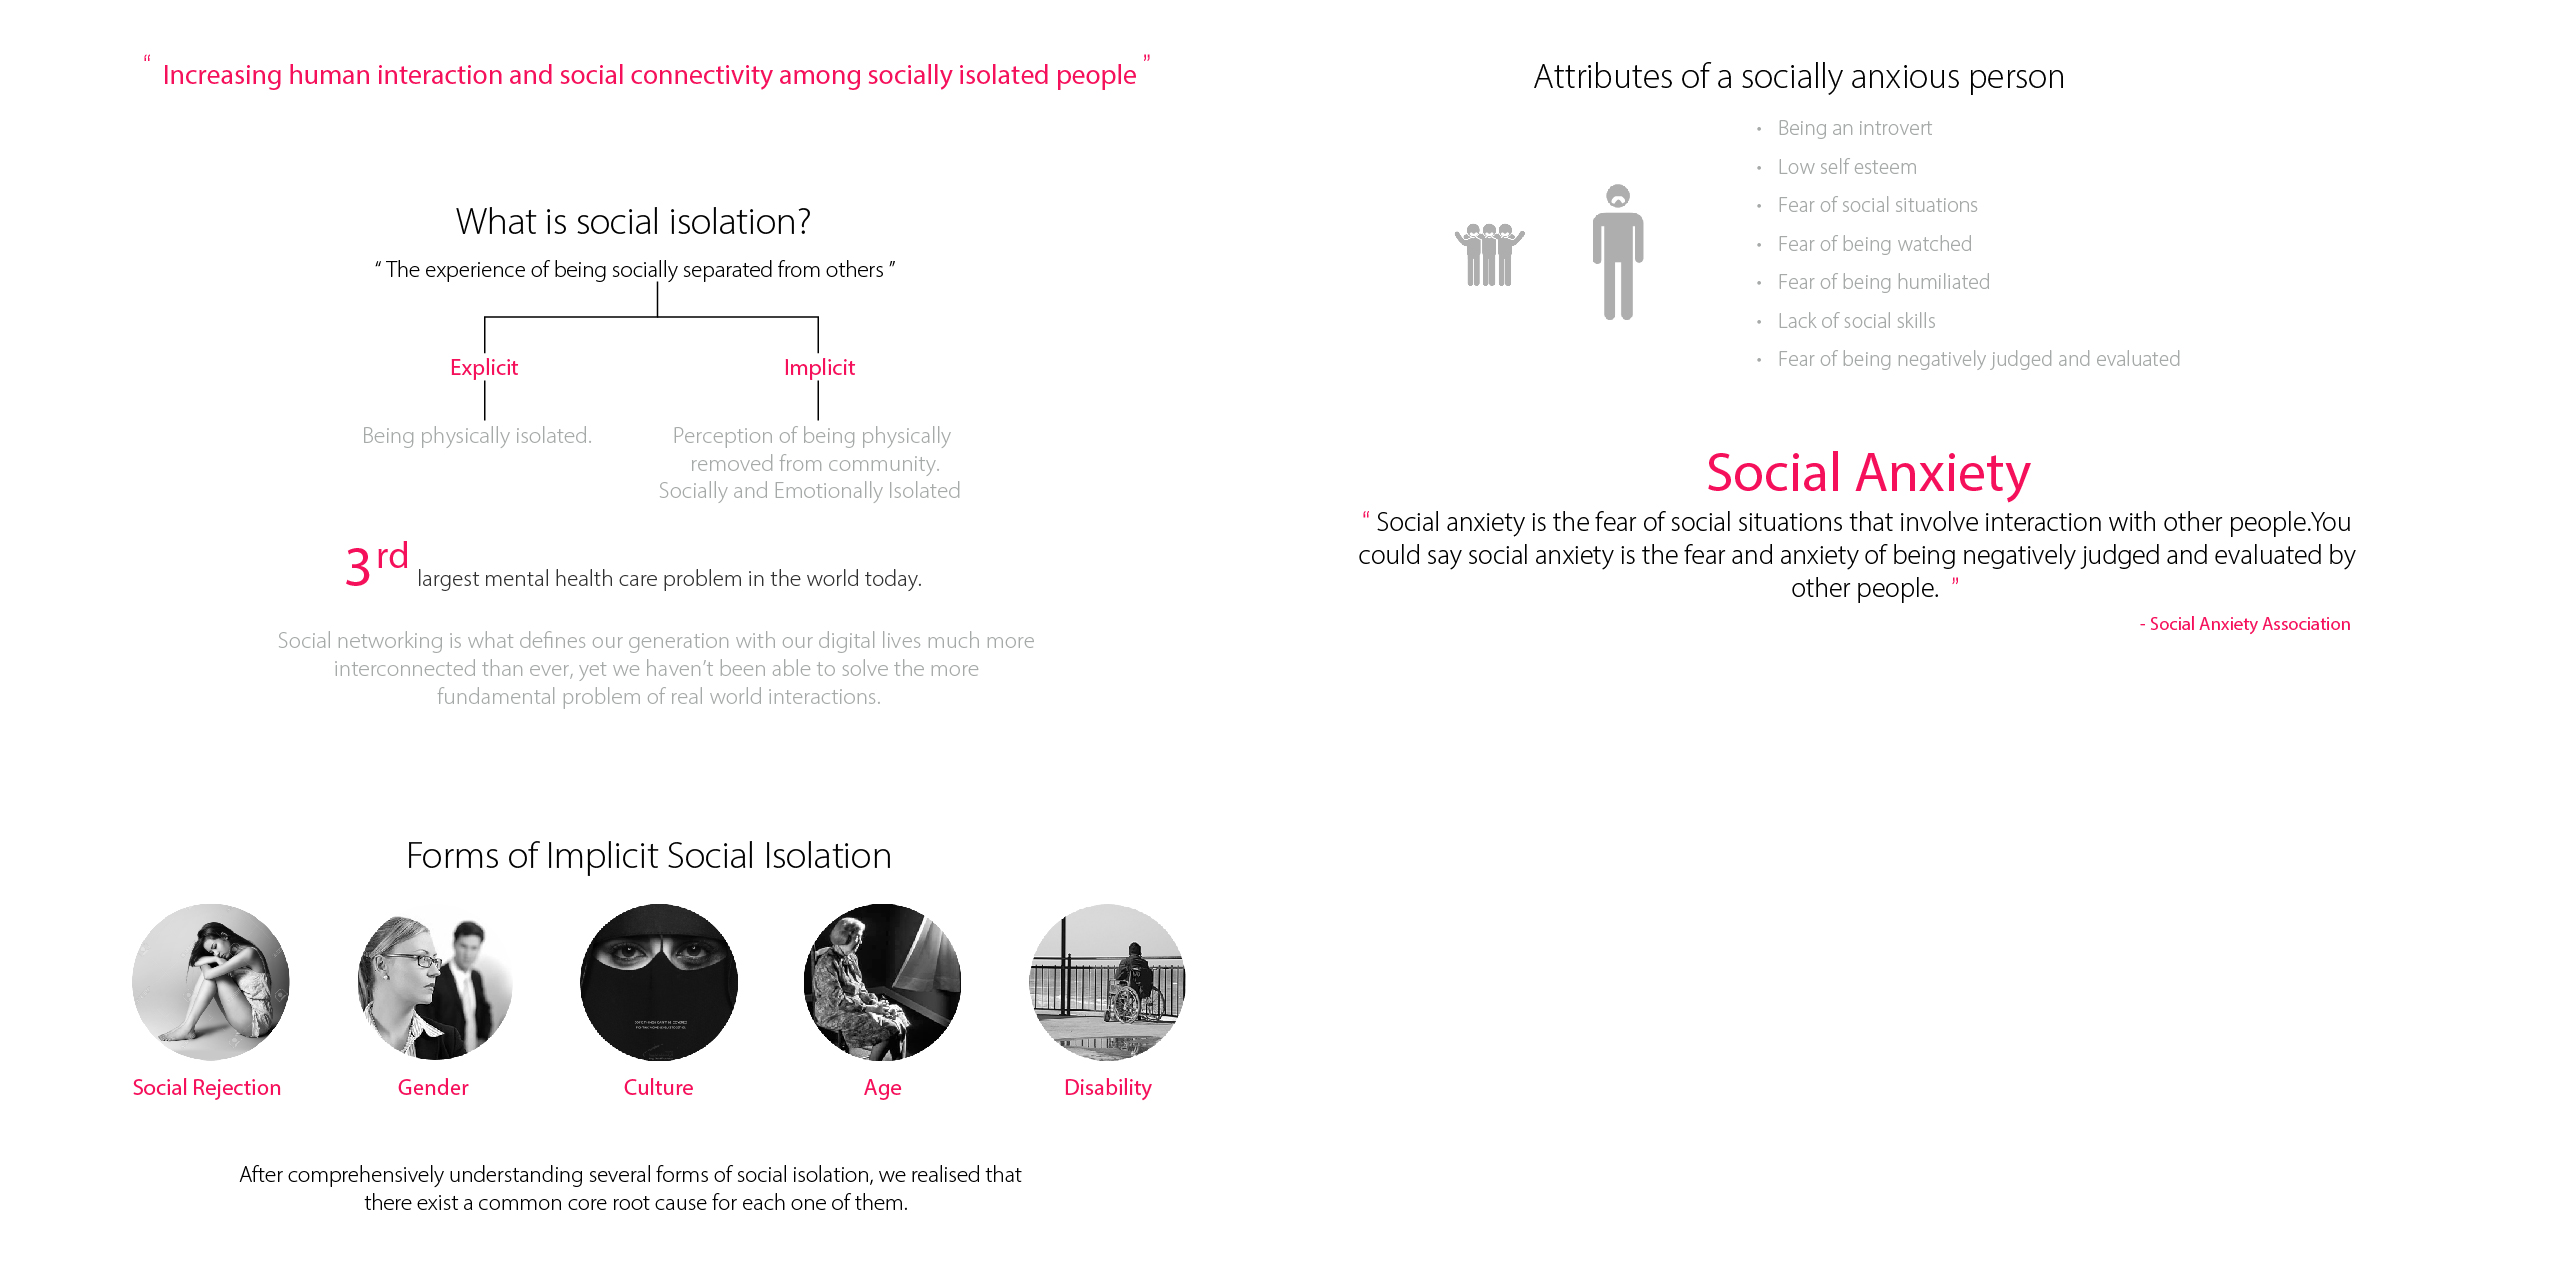 “ Increasing human interaction and social connectivity among socially isolated people ”
What is social isolation?
“ The experience of being socially separated from others ”
Explicit
Implicit
Being physically isolated.
Perception of being physically
removed from community.
Socially and Emotionally Isolated
3rd largest mental health care problem in the world today.
Social networking is what defines our generation with our digital lives much more
interconnected than ever, yet we haven’t been able to solve the more
fundamental problem of real world interactions.
Forms of Implicit Social Isolation
Social Rejection
Gender
Culture
Age
Disability
After comprehensively understanding several forms of social isolation, we realised that
there exist a common core root cause for each one of them.
Attributes of a socially anxious person
• Being an introvert
• Low self esteem
• Fear of social situations
• Fear of being watched
• Fear of being humiliated
• Lack of social skills
• Fear of being negatively judged and evaluated
Social Anxiety
“ Social anxiety is the fear of social situations that involve interaction with other people.You
could say social anxiety is the fear and anxiety of being negatively judged and evaluated by
other people. ”
- Social Anxiety Association